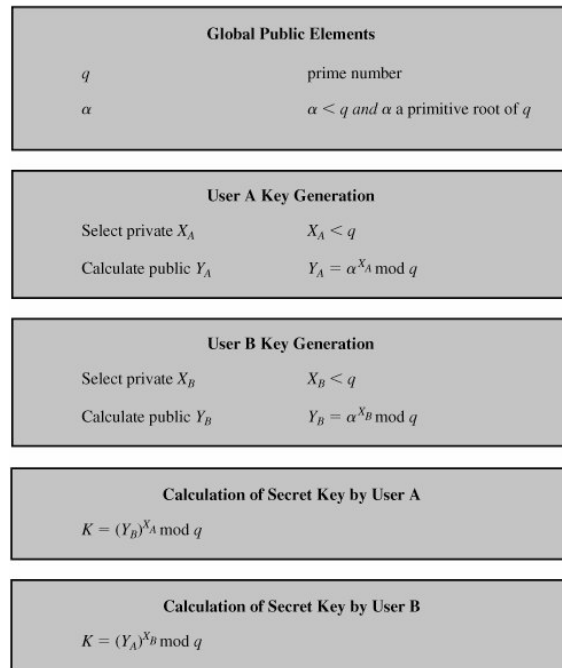 Global Public Elements
q prime number
α α < q and α a primitive root of q
User A Key Generation
Select private X_A X_A < q
Calculate public Y_A Y_A = α^{X_A} mod q
User B Key Generation
Select private X_B X_B < q
Calculate public Y_B Y_B = α^{X_B} mod q
Calculation of Secret Key by User A
K = (Y_B)^{X_A} mod q
Calculation of Secret Key by User B
K = (Y_A)^{X_B} mod q